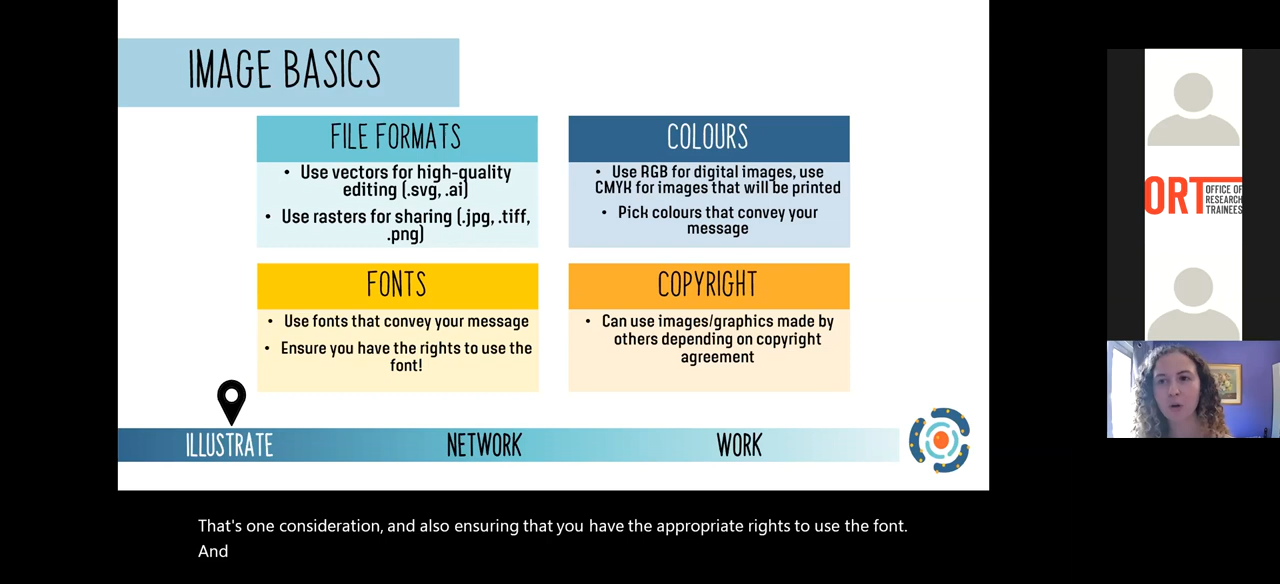 IMAGE BASICS
FILE FORMATS
• Use vectors for high-quality
editing (.svg, .ai)
• Use rasters for sharing (.jpg, .tiff,
.png)
COLOURS
• Use RGB for digital images, use
CMYK for images that will be printed
• Pick colours that convey your
message
FONTS
• Use fonts that convey your message
• Ensure you have the rights to use the
font!
COPYRIGHT
• Can use images/graphics made by
others depending on copyright
agreement
ILLUSTRATE
NETWORK
WORK
ORT
OFFICE OF
RESEARCH
TRAINEES
That's one consideration, and also ensuring that you have the appropriate rights to use the font.
And